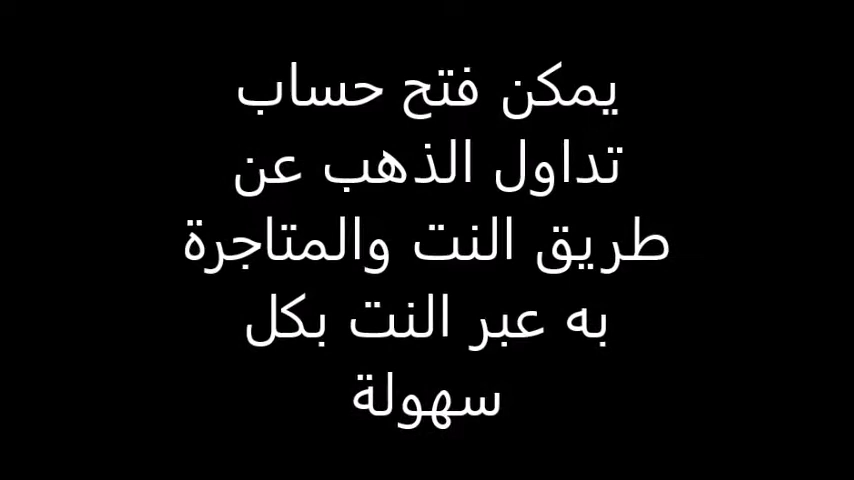 يمكن فتح حساب
تداول الذهب عن
طريق النت والمتاجرة
به عبر النت بكل
سهولة